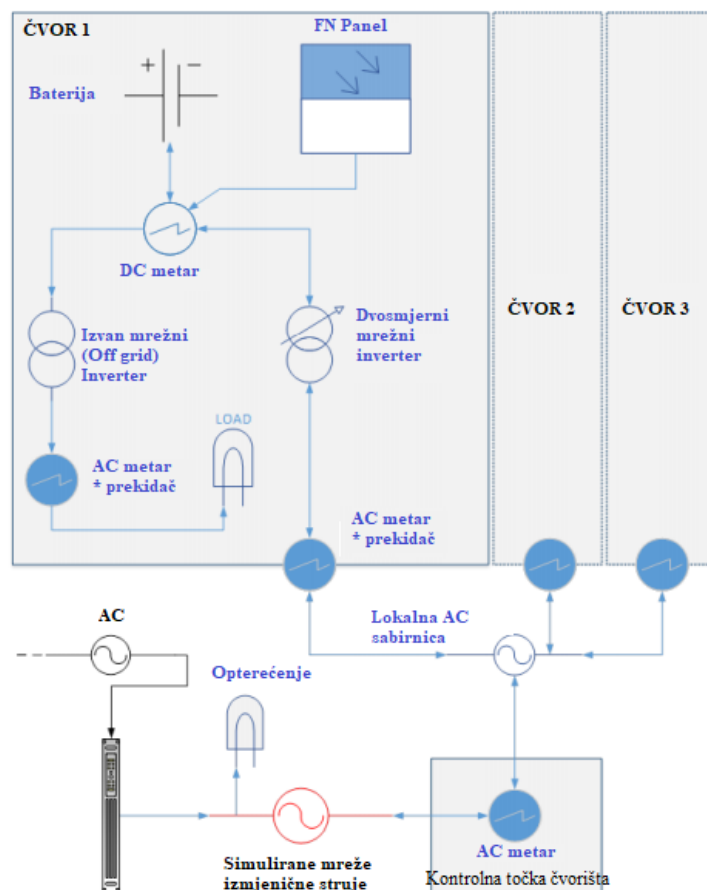 ČVOR 1
FN Panel
+ −
Baterija
DC metar
Izvan mrežni
(Off grid)
Inverter
Dvosmjerni
mrežni
inverter
ČVOR 2
ČVOR 3
LOAD
AC metar
* prekidač
AC metar
* prekidač
AC
Lokalna AC
sabirnica
Opterećenje
Simulirane mreže
izmjenične struje
AC metar
Kontrolna točka čvorišta